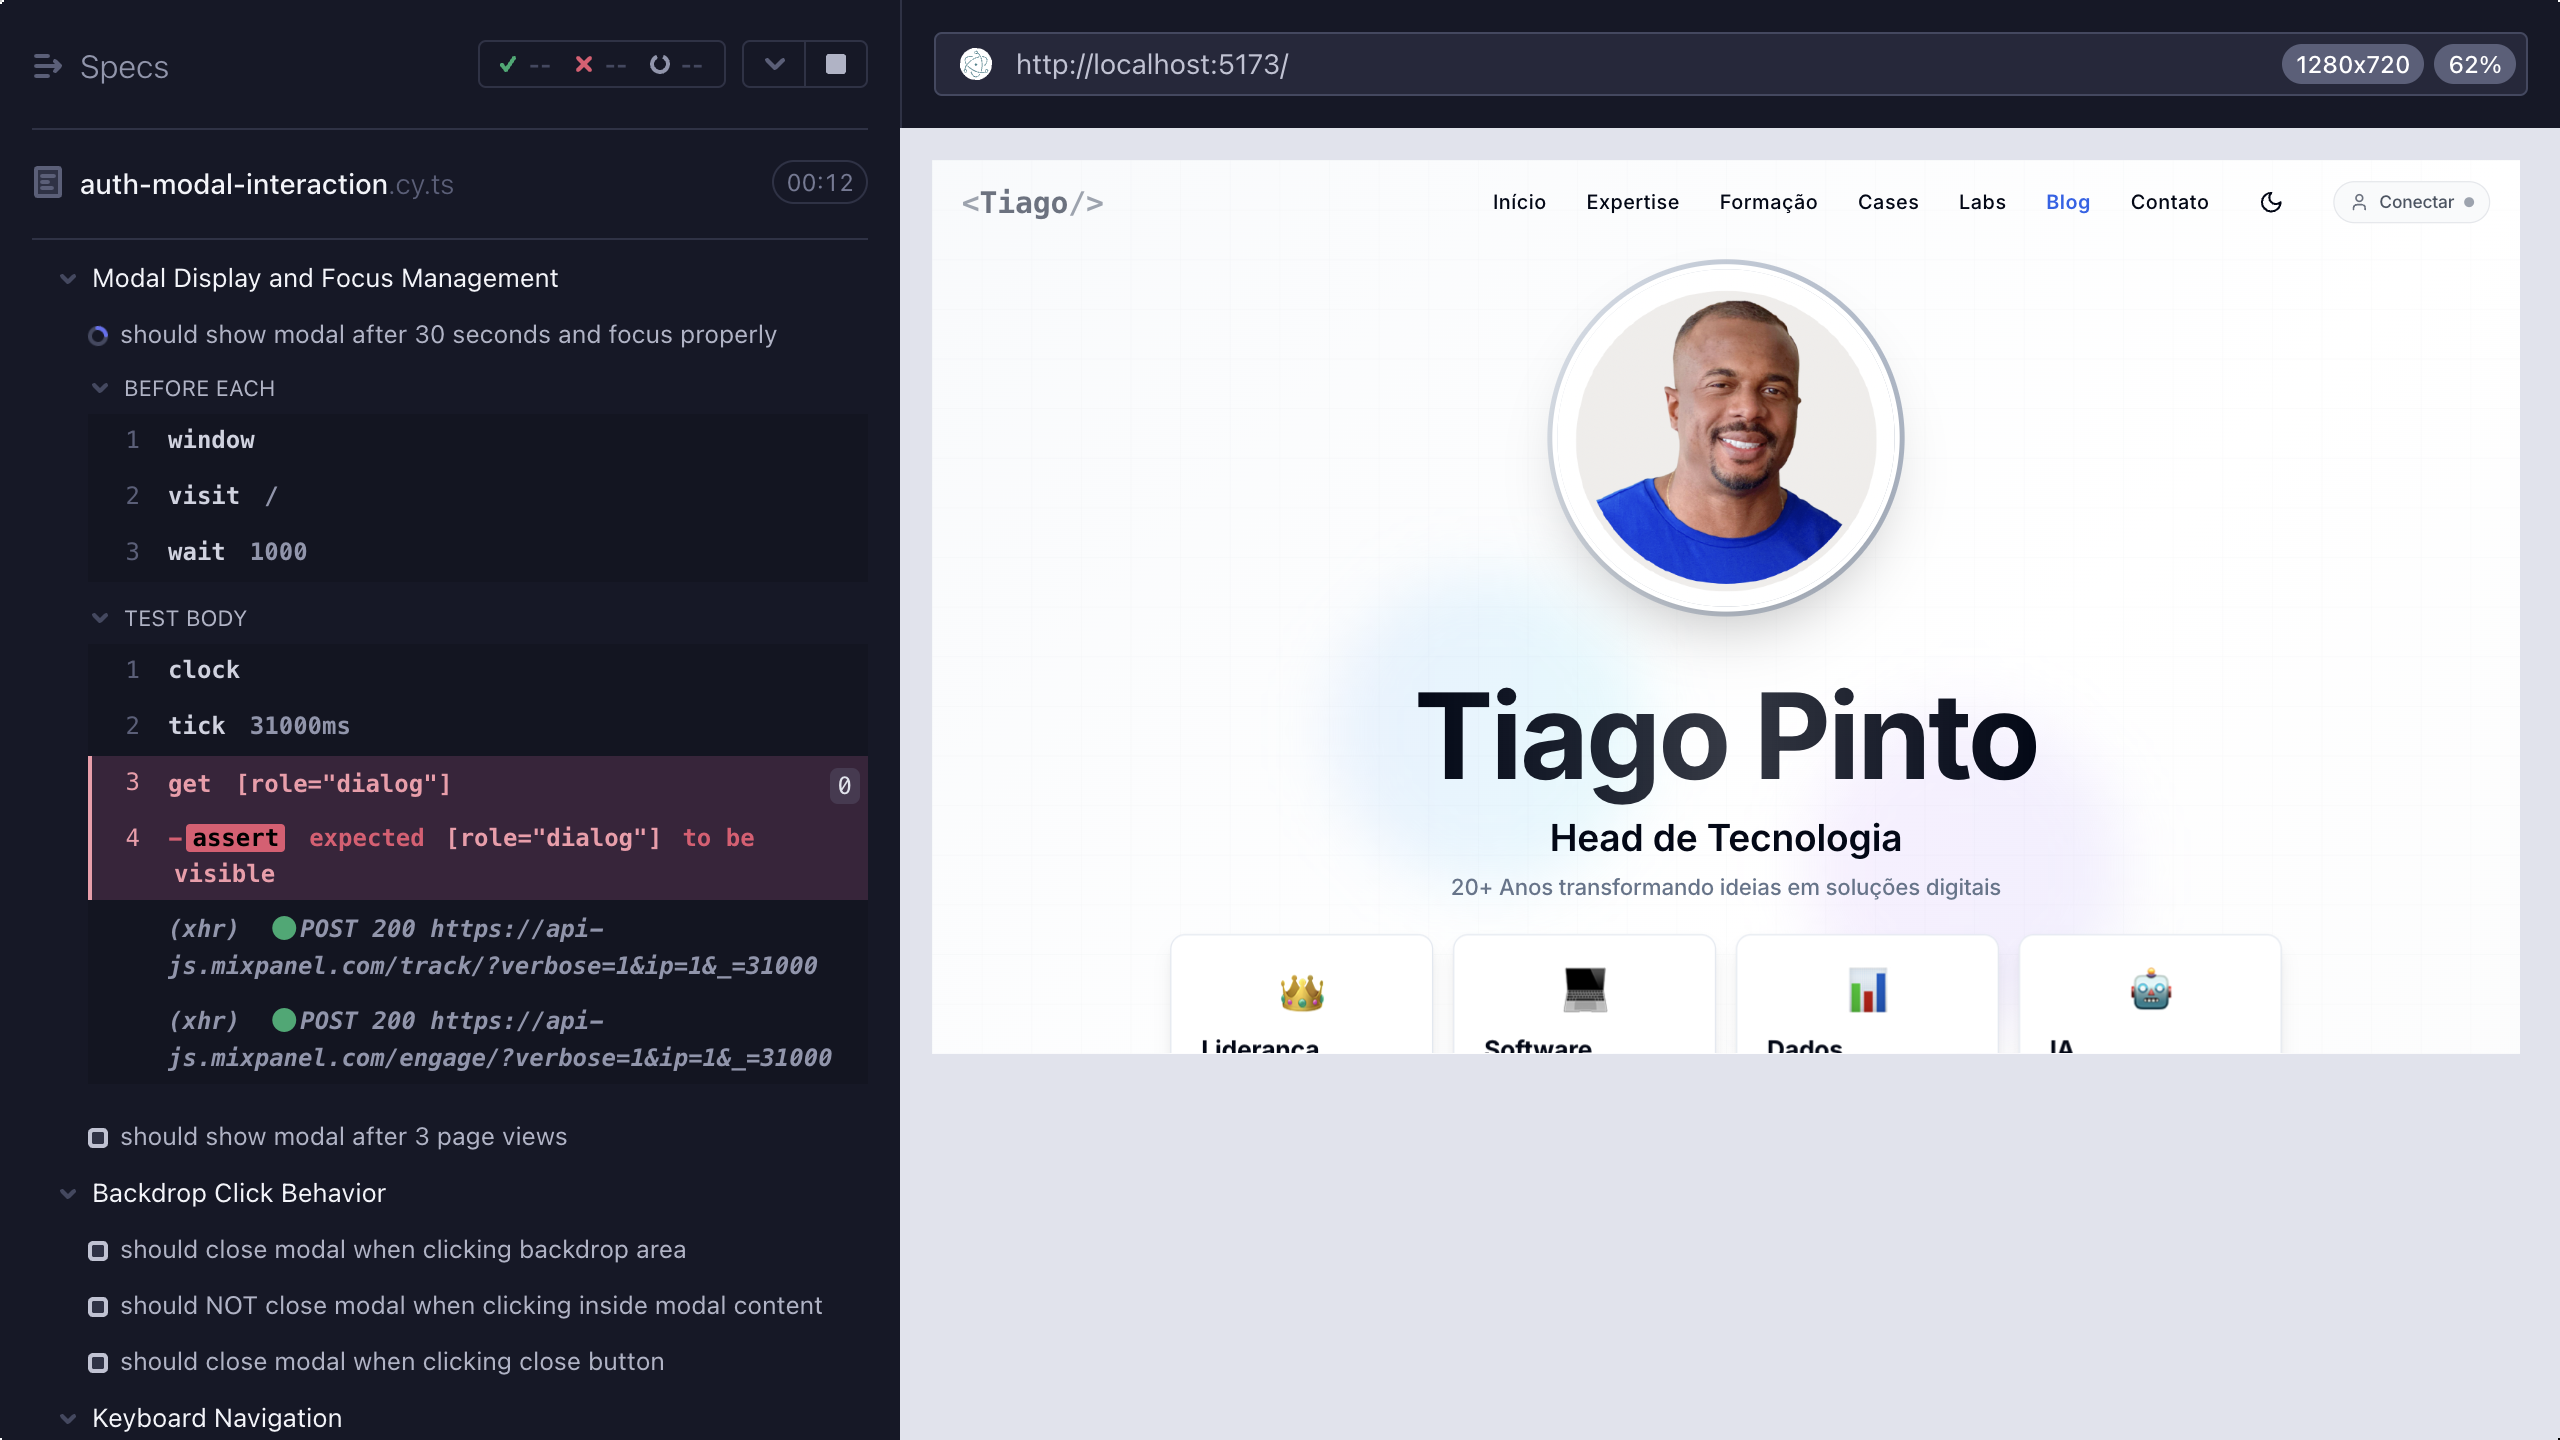 Specs
-- -- --
auth-modal-interaction.cy.ts
00:12
Modal Display and Focus Management
should show modal after 30 seconds and focus properly
BEFORE EACH
1 window
2 visit /
3 wait 1000
TEST BODY
1 clock
2 tick 31000ms
3 get [role="dialog"] 0
4 -assert expected [role="dialog"] to be
visible
(xhr) POST 200 https://api-
js.mixpanel.com/track/?verbose=1&ip=1&_=31000
(xhr) POST 200 https://api-
js.mixpanel.com/engage/?verbose=1&ip=1&_=31000
should show modal after 3 page views
Backdrop Click Behavior
should close modal when clicking backdrop area
should NOT close modal when clicking inside modal content
should close modal when clicking close button
Keyboard Navigation
http://localhost:5173/
1280x720 62%
<Tiago/>
Início Expertise Formação Cases Labs Blog Contato Conectar
Tiago Pinto
Head de Tecnologia
20+ Anos transformando ideias em soluções digitais
Liderança Software Dados IA